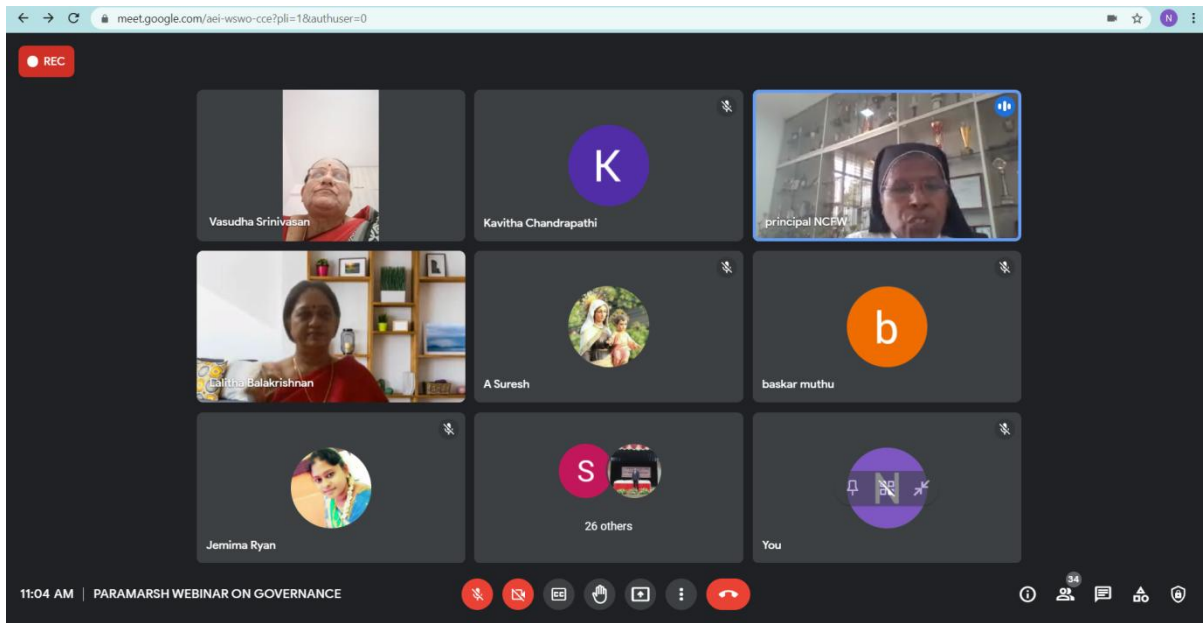 meet.google.com/aei-wswo-cce?pli=1&authuser=0
N
REC
Vasudha Srinivasan
K
Kavitha Chandrapathi
principal NCFW
Lalitha Balakrishnan
A Suresh
b
baskar muthu
Jemima Ryan
S
26 others
N
You
11:04 AM | PARAMARSH WEBINAR ON GOVERNANCE
CC
34